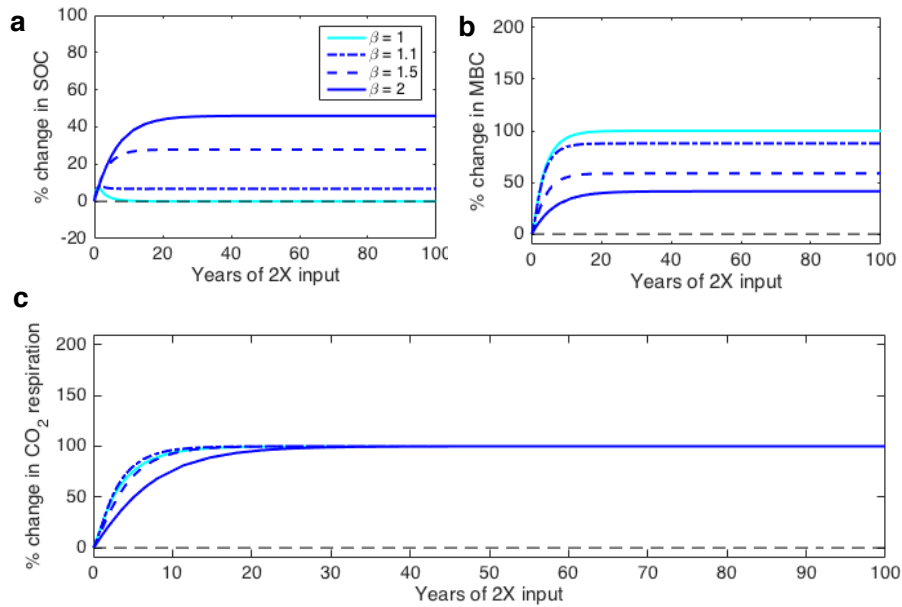 a
100
80
60
40
20
0
-20
% change in SOC
0 20 40 60 80 100
Years of 2X input
β = 1
β = 1.1
β = 1.5
β = 2
b
200
150
100
50
0
% change in MBC
0 20 40 60 80 100
Years of 2X input
c
200
150
100
50
0
% change in CO2 respiration
0 10 20 30 40 50 60 70 80 90 100
Years of 2X input